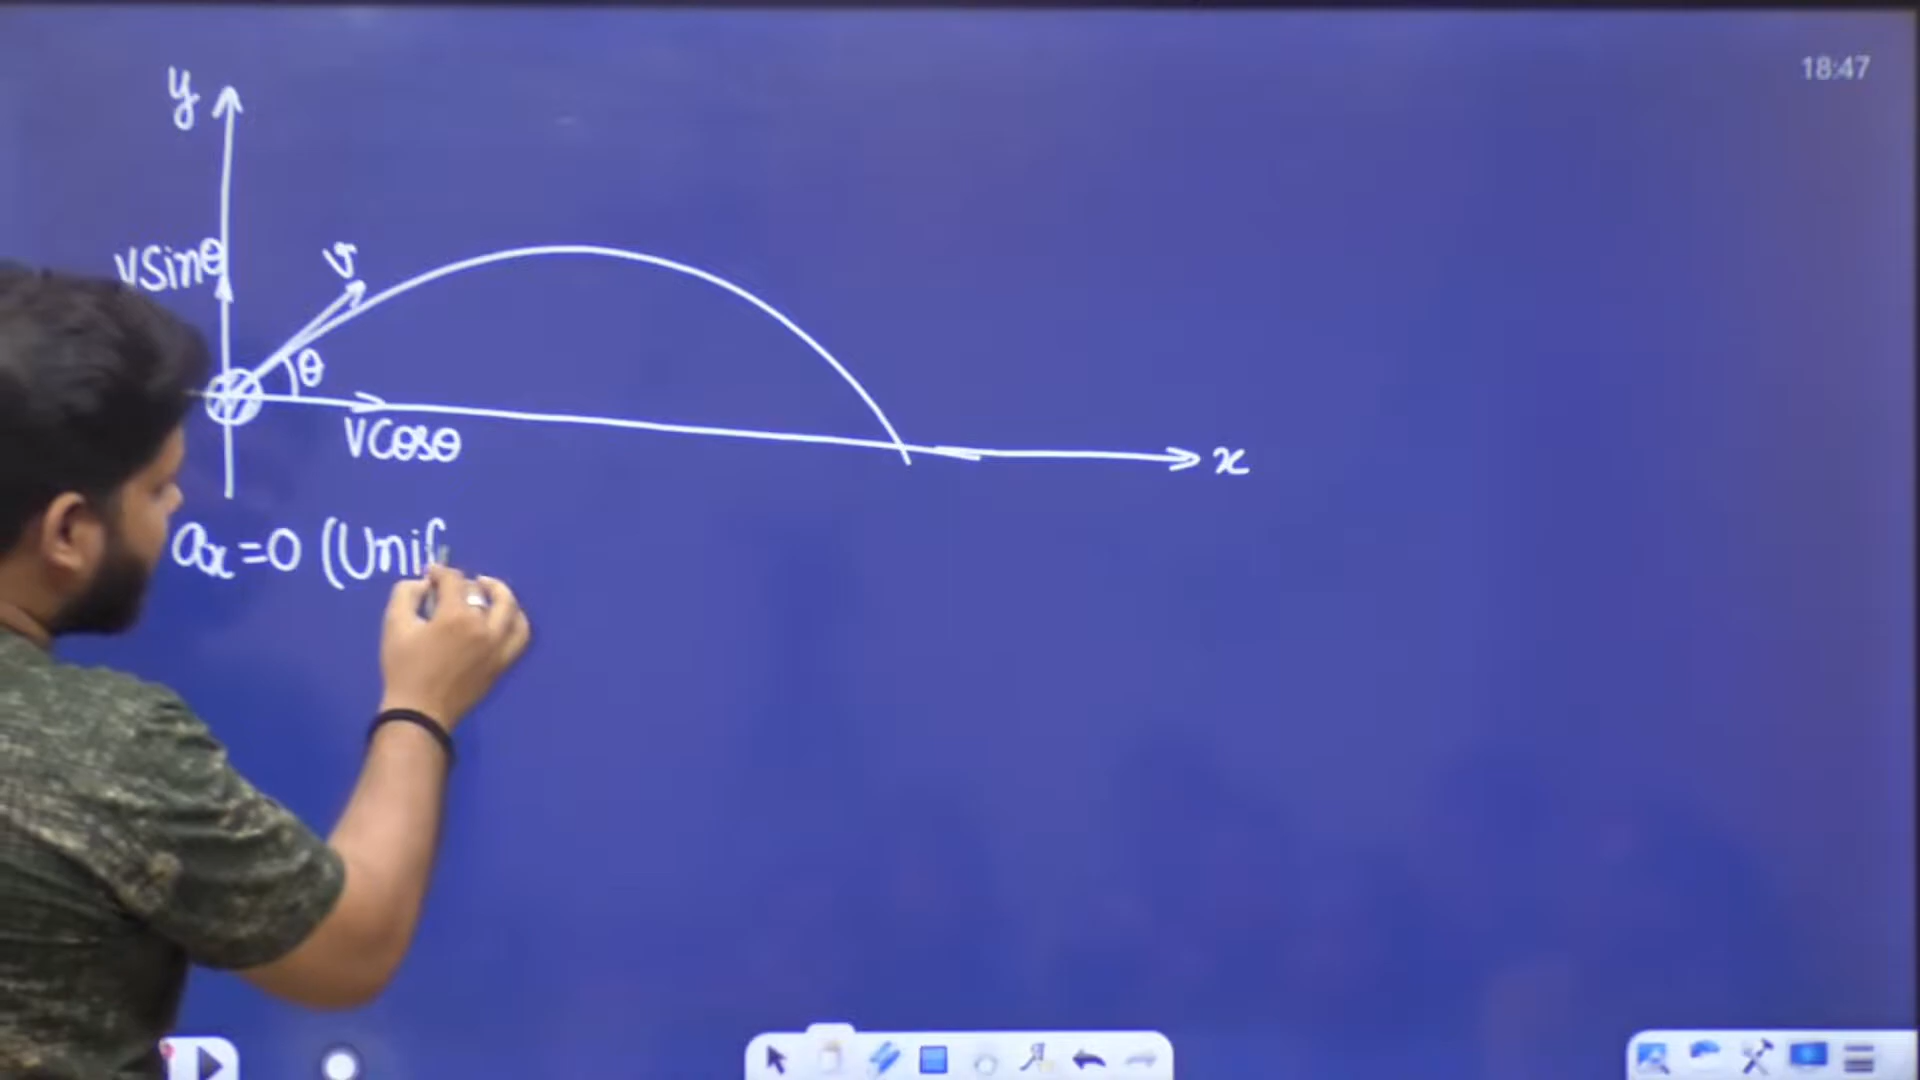 18:47
y
VSinθ
v
θ
VCosθ
x
ax=0 (Unif